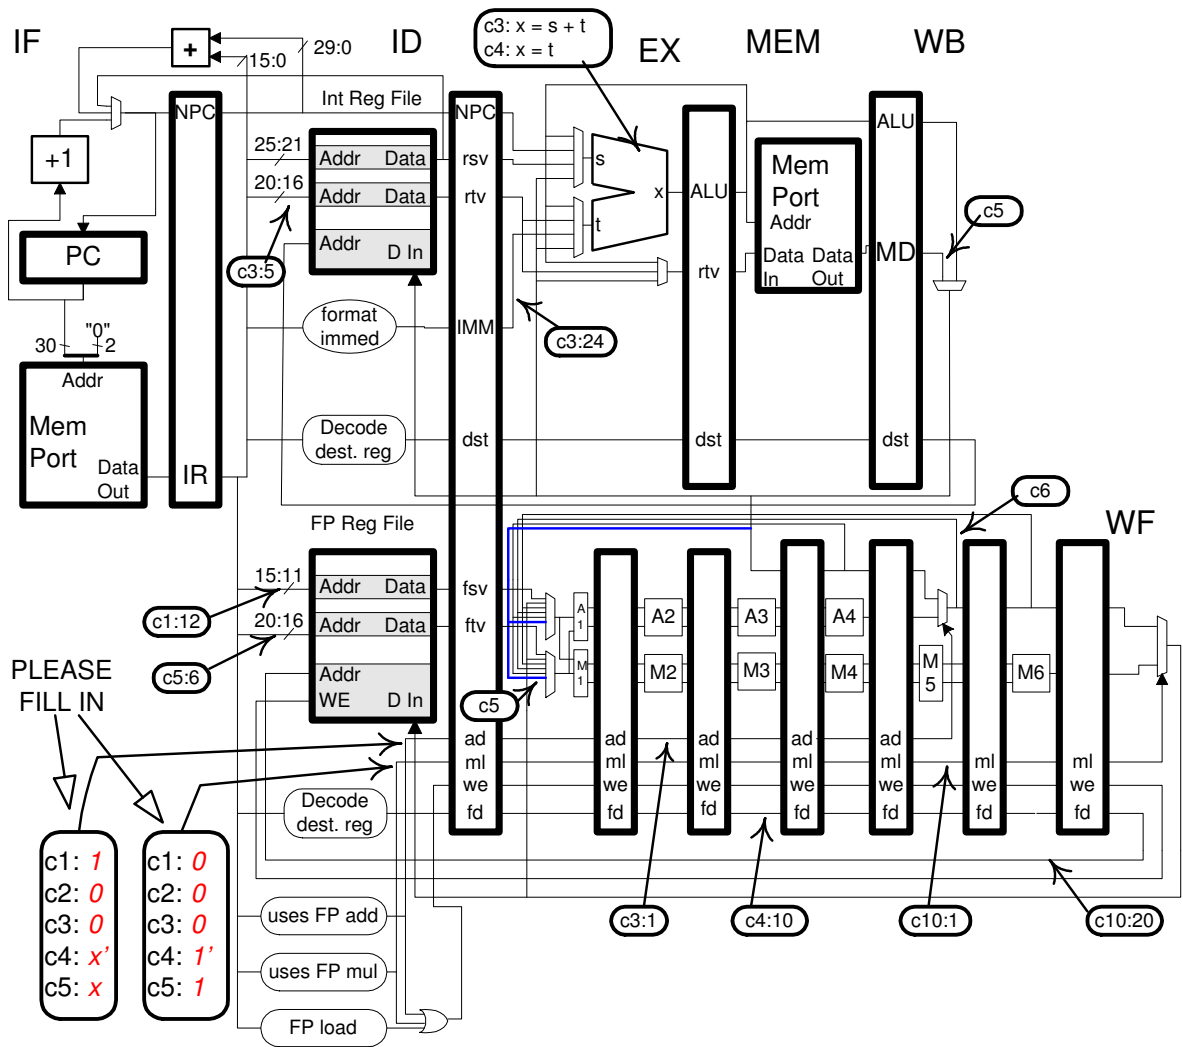 IF
ID
EX
MEM
WB
c3: x = s + t
c4: x = t
+
29:0
15:0
Int Reg File
NPC
NPC
ALU
+1
25:21
Addr Data
rsv
s
Mem
Port
Addr
20:16
Addr Data
rtv
x
ALU
c5
t
PC
c3:5
Addr
D In
rtv
Data
In
Data
Out
MD
format
immed
IMM
c3:24
30
"0"
2
Addr
Mem
Port
Data
Out
IR
Decode
dest. reg
dst
dst
dst
c6
FP Reg File
WF
15:11
Addr Data
fsv
A
1
A2
A3
A4
c1:12
20:16
Addr Data
ftv
c5:6
Addr
WE D In
M
1
M2
M3
M4
M
5
M6
c5
PLEASE
FILL IN
ad
ml
we
fd
ad
ml
we
fd
ad
ml
we
fd
ad
ml
we
fd
ad
ml
we
fd
ml
we
fd
ml
we
fd
Decode
dest. reg
c1: 1
c2: 0
c3: 0
c4: x'
c5: x
c1: 0
c2: 0
c3: 0
c4: 1'
c5: 1
uses FP add
uses FP mul
FP load
c3:1
c4:10
c10:1
c10:20